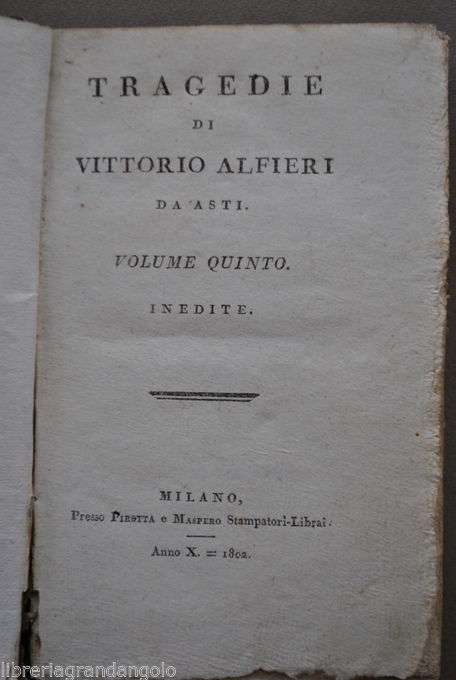 TRAGEDIE
DI
VITTORIO ALFIERI
DA ASTI.
VOLUME QUINTO.
INEDITE.
MILANO,
Presso PIROTTA e MASPERO Stampatori-Librai.
Anno X. = 1802.
libreriagrandangolo